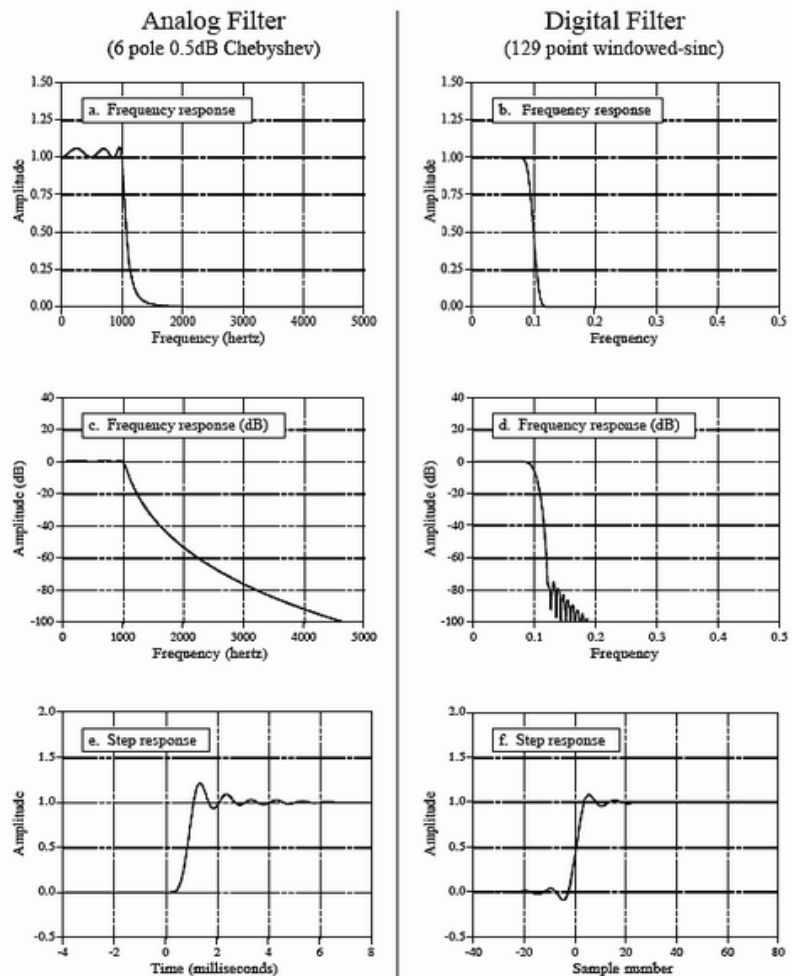 Analog Filter
(6 pole 0.5dB Chebyshev)
Digital Filter
(129 point windowed-sinc)
a. Frequency response
1.50
1.25
1.00
0.75
0.50
0.25
0.00
Amplitude
0 1000 2000 3000 4000 5000
Frequency (hertz)
b. Frequency response
1.50
1.25
1.00
0.75
0.50
0.25
0.00
Amplitude
0 0.1 0.2 0.3 0.4 0.5
Frequency
c. Frequency response (dB)
40
20
0
-20
-40
-60
-80
-100
Amplitude (dB)
0 1000 2000 3000 4000 5000
Frequency (hertz)
d. Frequency response (dB)
40
20
0
-20
-40
-60
-80
-100
Amplitude (dB)
0 0.1 0.2 0.3 0.4 0.5
Frequency
e. Step response
2.0
1.5
1.0
0.5
0.0
-0.5
Amplitude
-4 -2 0 2 4 6 8
Time (milliseconds)
f. Step response
2.0
1.5
1.0
0.5
0.0
-0.5
Amplitude
-40 -20 0 20 40 60 80
Sample number